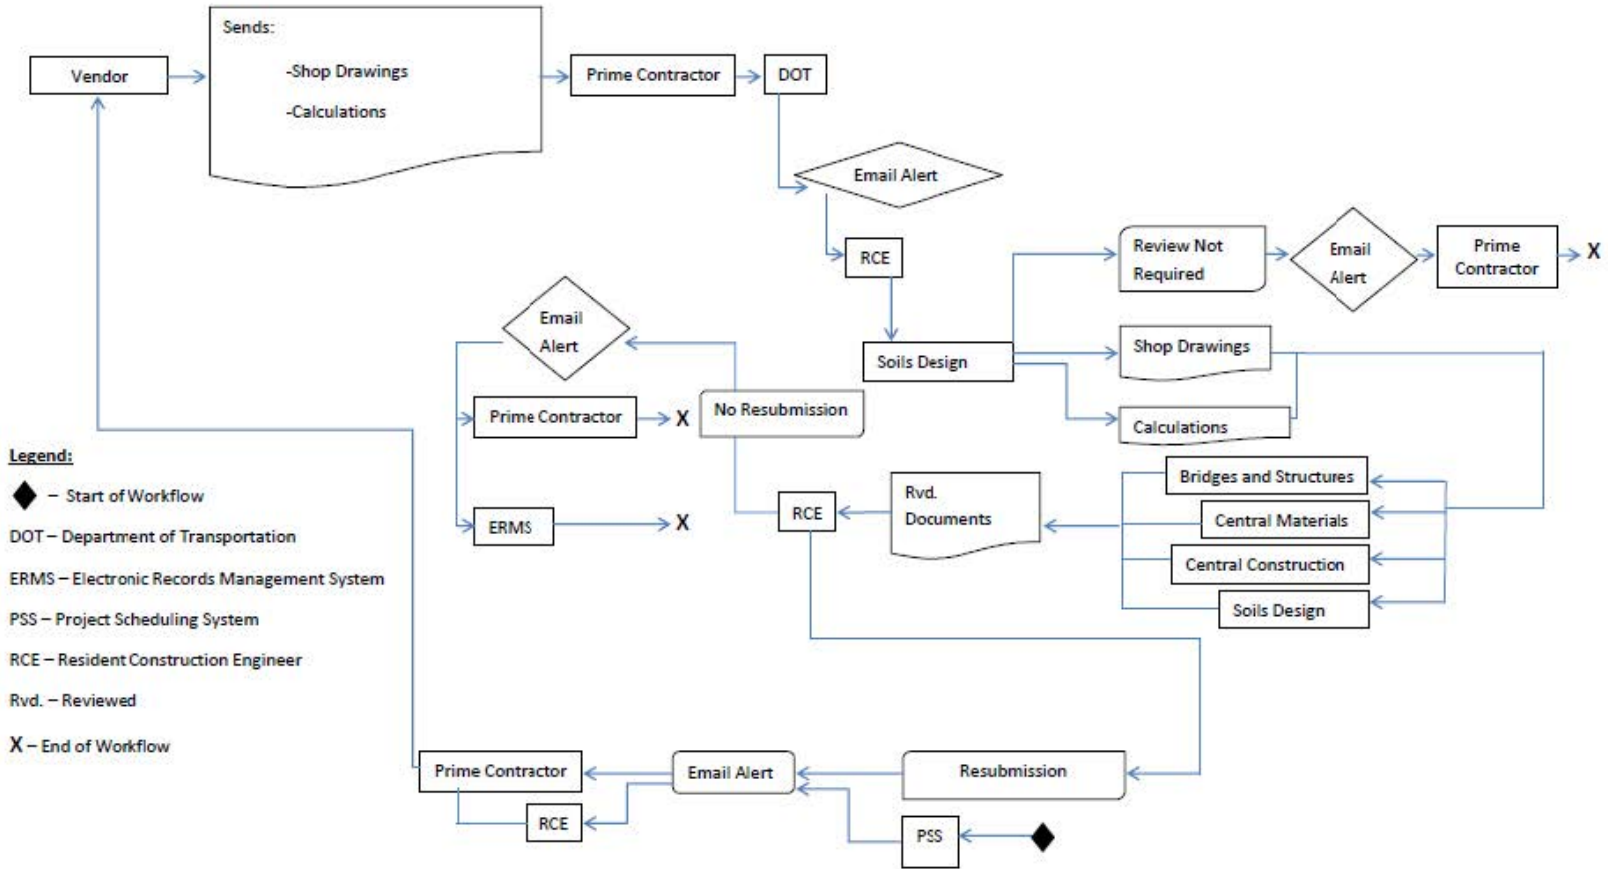 Sends:
-Shop Drawings
-Calculations
Vendor
Prime Contractor
DOT
Email Alert
RCE
Review Not
Required
Email
Alert
Prime
Contractor
X
Email
Alert
Soils Design
Shop Drawings
Calculations
Prime Contractor
X
No Resubmission
ERMS
X
RCE
Rvd.
Documents
Bridges and Structures
Central Materials
Central Construction
Soils Design
Legend:
– Start of Workflow
DOT – Department of Transportation
ERMS – Electronic Records Management System
PSS – Project Scheduling System
RCE – Resident Construction Engineer
Rvd. – Reviewed
X – End of Workflow
Prime Contractor
Email Alert
Resubmission
RCE
PSS